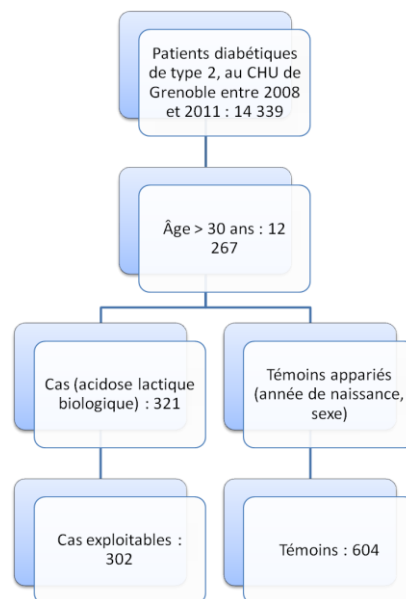 Patients diabétiques
de type 2, au CHU de
Grenoble entre 2008
et 2011 : 14 339
Âge > 30 ans : 12
267
Cas (acidose lactique
biologique) : 321
Témoins appariés
(année de naissance,
sexe)
Cas exploitables :
302
Témoins : 604